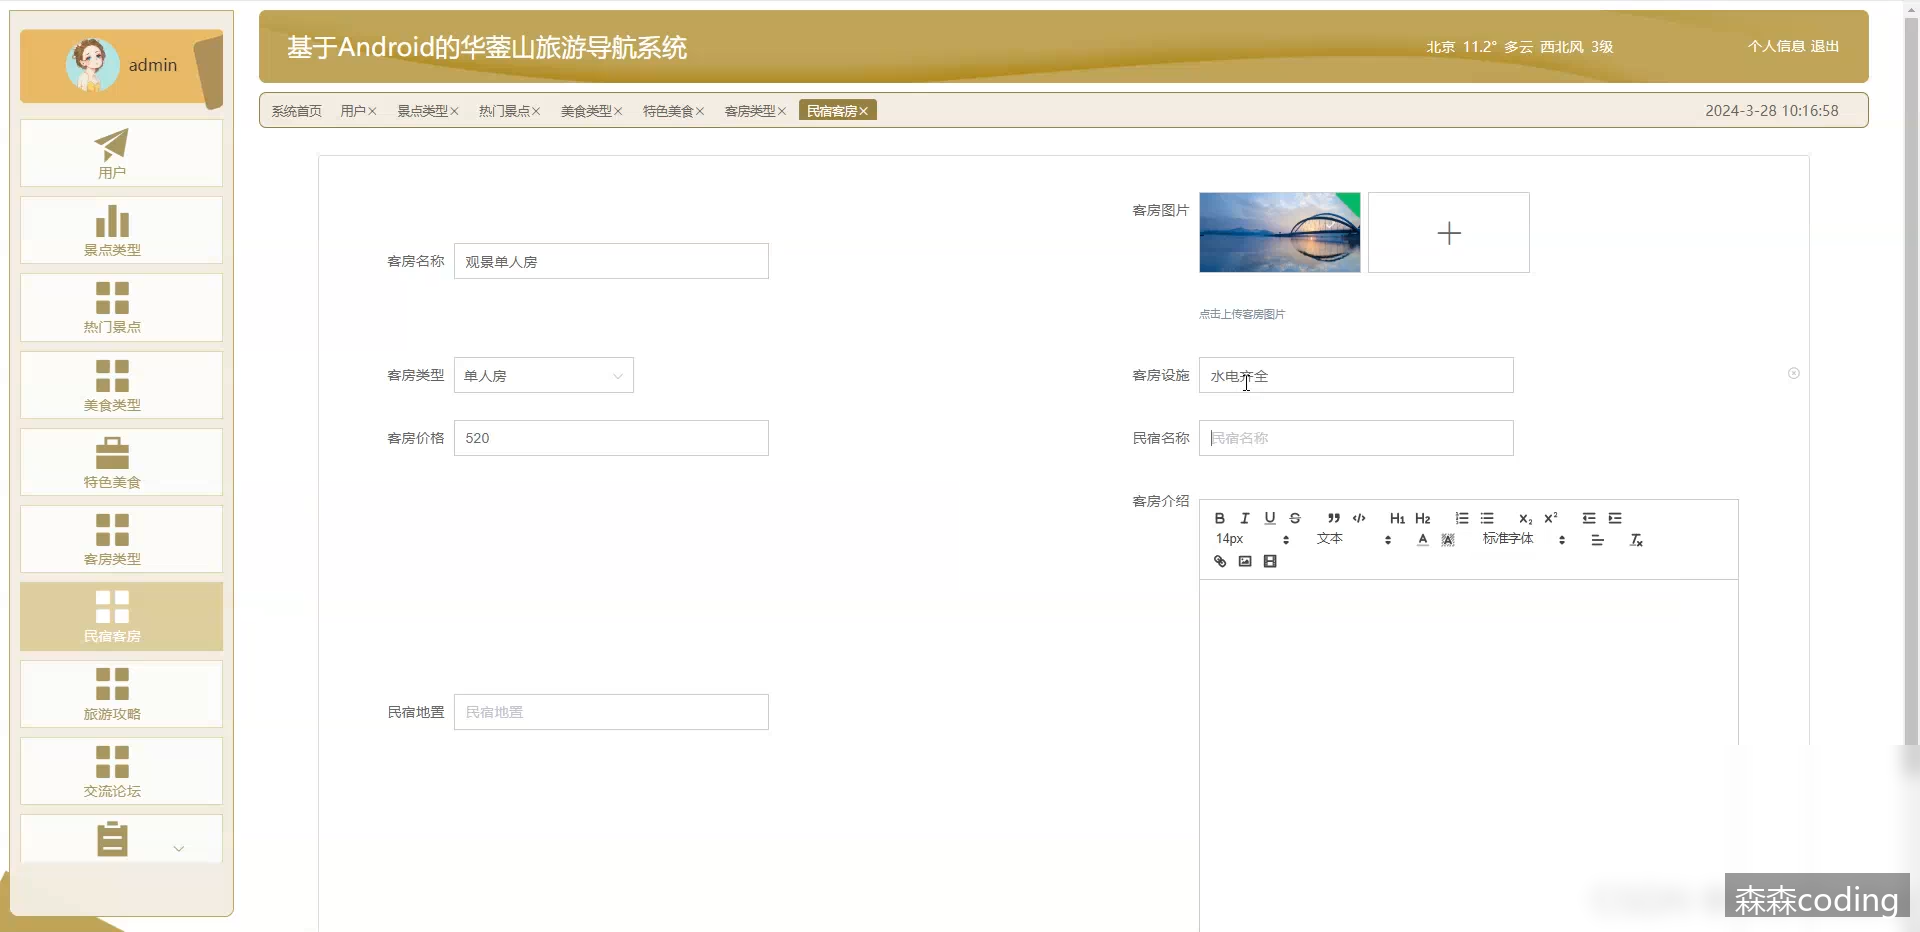 admin
用户
景点类型
热门景点
美食类型
特色美食
客房类型
民宿客房
旅游攻略
交流论坛
基于Android的华蓥山旅游导航系统
北京 11.2° 多云 西北风 3级
个人信息 退出
系统首页 用户× 景点类型× 热门景点× 美食类型× 特色美食× 客房类型× 民宿客房×
2024-3-28 10:16:58
客房图片
客房名称 观景单人房
点击上传客房图片
客房类型 单人房
客房设施 水电齐全
客房价格 520
民宿名称 民宿名称
客房介绍
B I U S H1 H2 X2 X2
14px 文本 A A 标准字体
民宿地置 民宿地置
森森coding